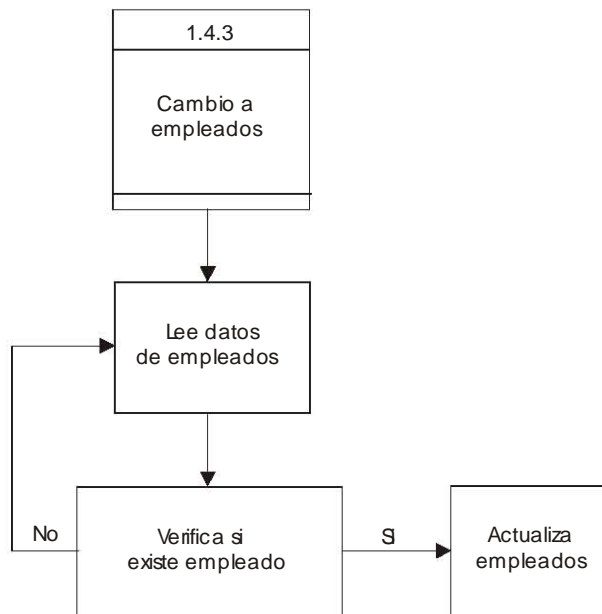 1.4.3
Cambio a
empleados
Lee datos
de empleados
No
Verifica si
existe empleado
Si
Actualiza
empleados